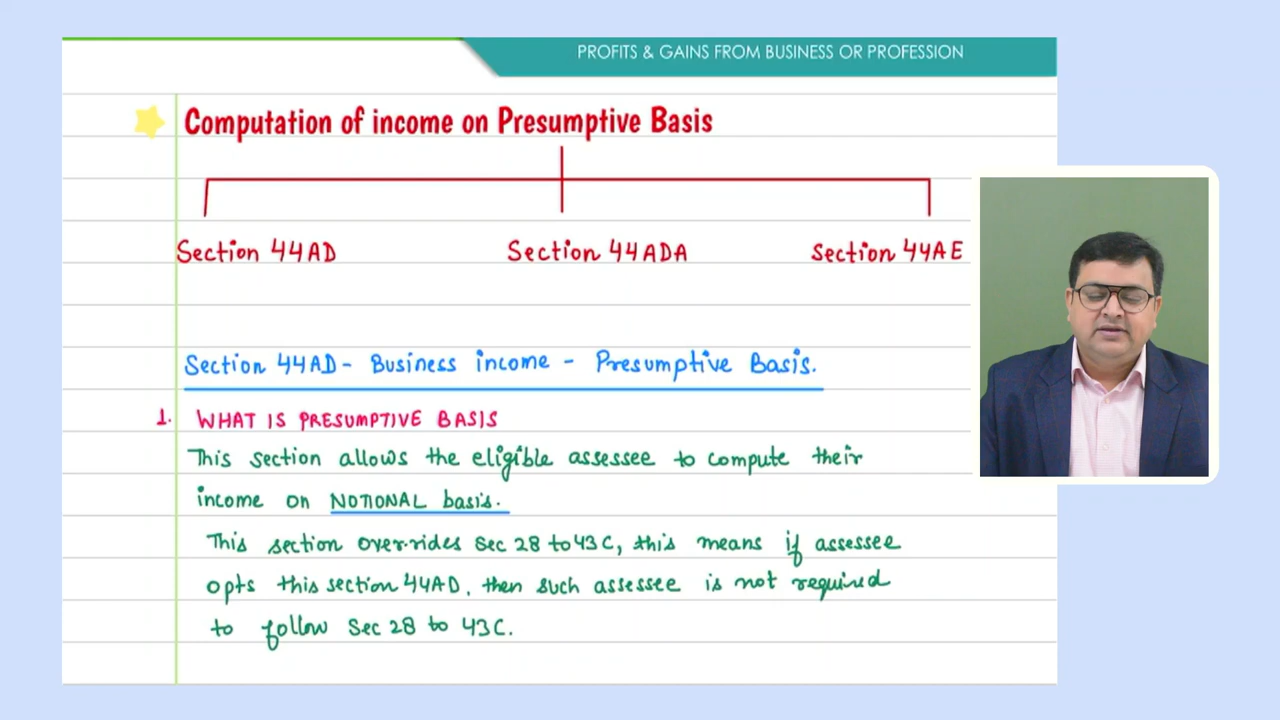 PROFITS & GAINS FROM BUSINESS OR PROFESSION
Computation of income on Presumptive Basis
Section 44AD Section 44ADA Section 44AE
Section 44AD - Business income - Presumptive Basis.
1. WHAT IS PRESUMPTIVE BASIS
This section allows the eligible assessee to compute their
income on NOTIONAL basis.
This section over-rides Sec 28 to 43C, this means if assessee
opts this section 44AD, then such assessee is not required
to follow Sec 28 to 43C.